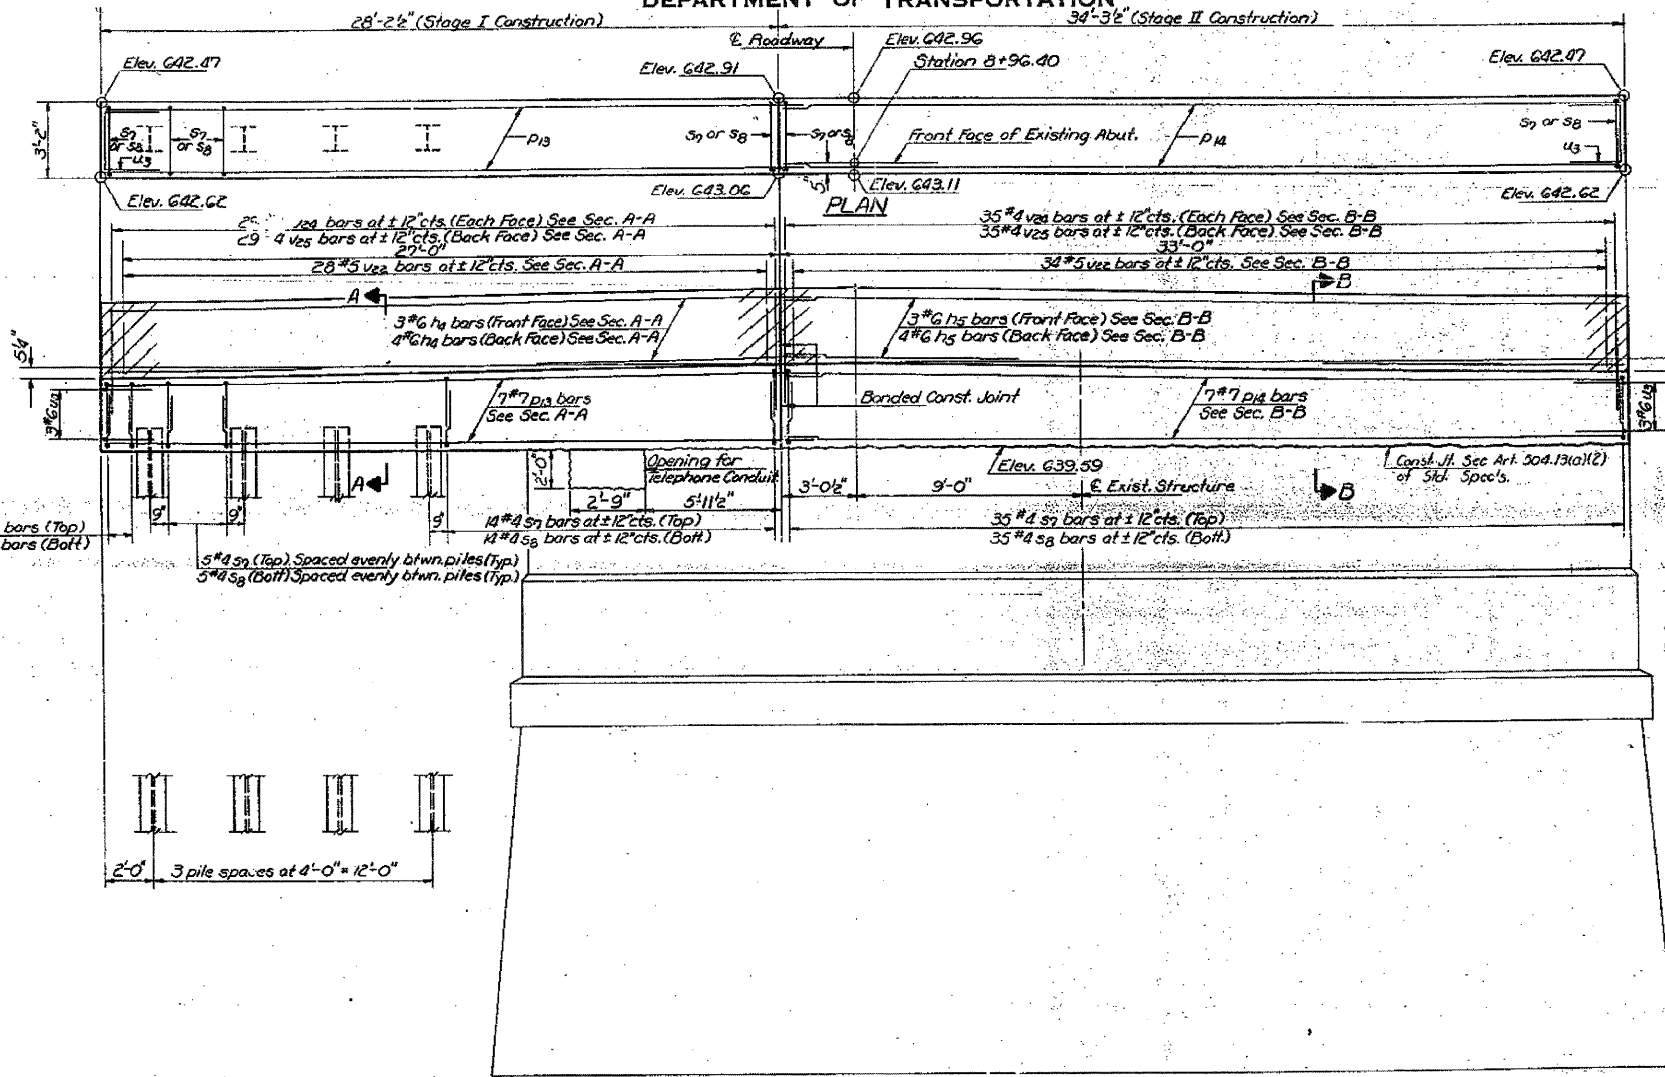 DEPARTMENT OF TRANSPORTATION
28'-2½" (Stage I Construction)
34'-3½" (Stage II Construction)
℄ Roadway
Elev. 642.96
Elev. 642.47
Elev. 642.91
Station 8+96.40
Elev. 642.47
3'-2"
s7 or s8
s7 or s8
u3
p13
s7 or s8
s7 or s8
Front Face of Existing Abut.
p14
s7 or s8
u3
5"
Elev. 642.62
Elev. 643.06
Elev. 643.11
Elev. 642.62
PLAN
bars at ± 12"cts. (Each Face) See Sec. A-A
35 #4 v24 bars at ± 12"cts. (Each Face) See Sec. B-B
29 4 v25 bars at ± 12"cts. (Back Face) See Sec. A-A
35 #4 v25 bars at ± 12"cts. (Back Face) See Sec. B-B
27'-0"
33'-0"
28 #5 v22 bars at ± 12"cts. See Sec. A-A
34 #5 v22 bars at ± 12"cts. See Sec. B-B
A
B
3 #6 h4 bars (Front Face) See Sec. A-A
3 #6 h5 bars (Front Face) See Sec. B-B
4 #6 h4 bars (Back Face) See Sec. A-A
4 #6 h5 bars (Back Face) See Sec. B-B
5¼"
3 #6 u3
7 #7 p13 bars
See Sec. A-A
Bonded Const. Joint
7 #7 p14 bars
See Sec. B-B
3 #6 u3
2'-0"
Opening for
Telephone Conduit
Elev. 639.59
Const. Jt. See Art. 504.13(a)(2)
of Std. Spec's.
A
2'-9"
5'-11½"
3'-0½"
9'-0"
℄ Exist. Structure
B
9"
9"
9"
bars (Top)
bars (Bott)
14 #4 s7 bars at ± 12"cts. (Top)
14 #4 s8 bars at ± 12"cts. (Bott.)
35 #4 s7 bars at ± 12"cts. (Top)
35 #4 s8 bars at ± 12"cts. (Bott.)
5 #4 s7 (Top) Spaced evenly btwn. piles (Typ.)
5 #4 s8 (Bott) Spaced evenly btwn. piles (Typ.)
2'-0"
3 pile spaces at 4'-0" = 12'-0"